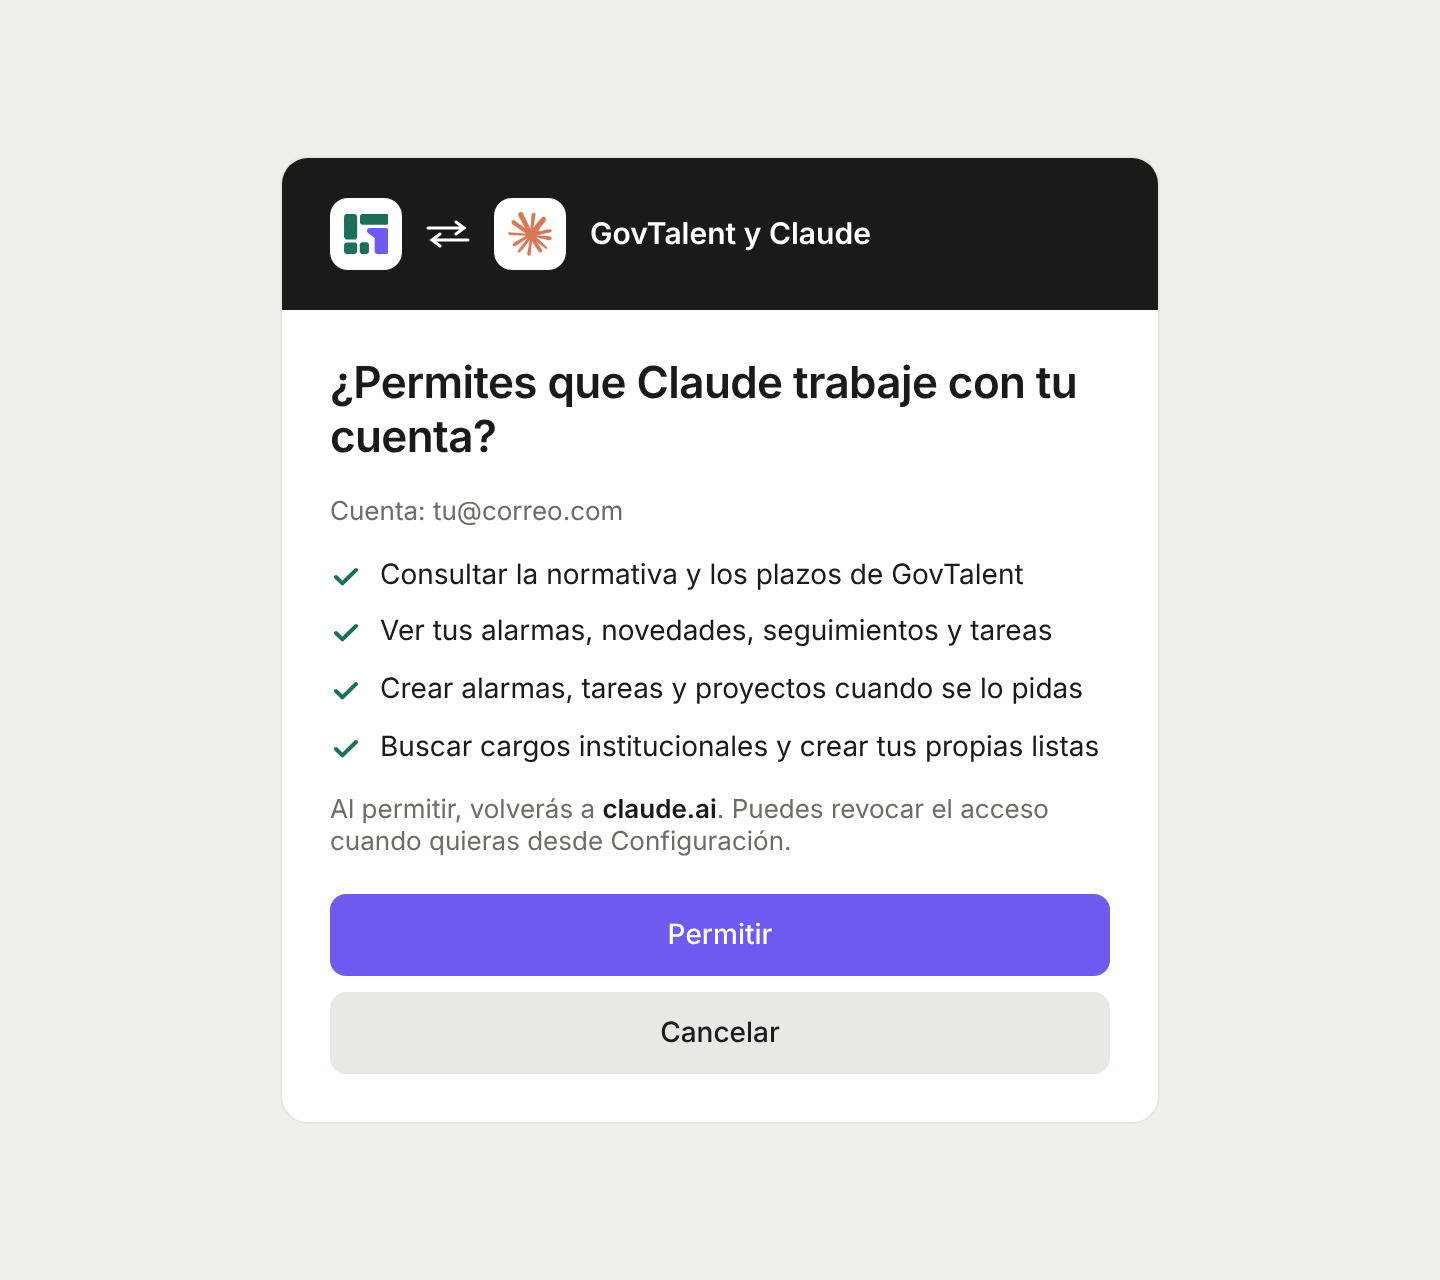 GovTalent y Claude
¿Permites que Claude trabaje con tu
cuenta?
Cuenta: tu@correo.com
Consultar la normativa y los plazos de GovTalent
Ver tus alarmas, novedades, seguimientos y tareas
Crear alarmas, tareas y proyectos cuando se lo pidas
Buscar cargos institucionales y crear tus propias listas
Al permitir, volverás a claude.ai. Puedes revocar el acceso
cuando quieras desde Configuración.
Permitir
Cancelar